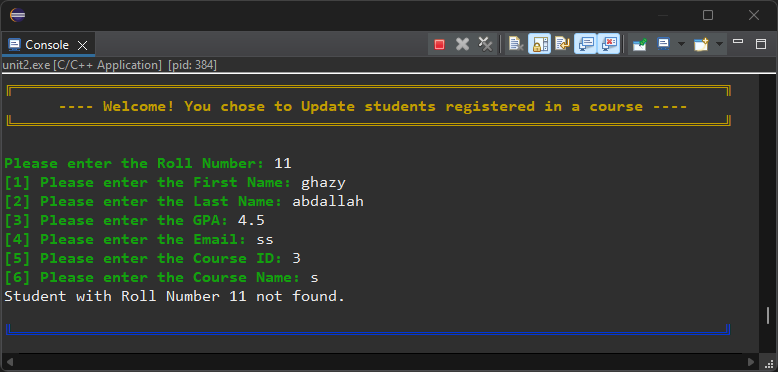 Console
unit2.exe [C/C++ Application] [pid: 384]
---- Welcome! You chose to Update students registered in a course ----
Please enter the Roll Number: 11
[1] Please enter the First Name: ghazy
[2] Please enter the Last Name: abdallah
[3] Please enter the GPA: 4.5
[4] Please enter the Email: ss
[5] Please enter the Course ID: 3
[6] Please enter the Course Name: s
Student with Roll Number 11 not found.